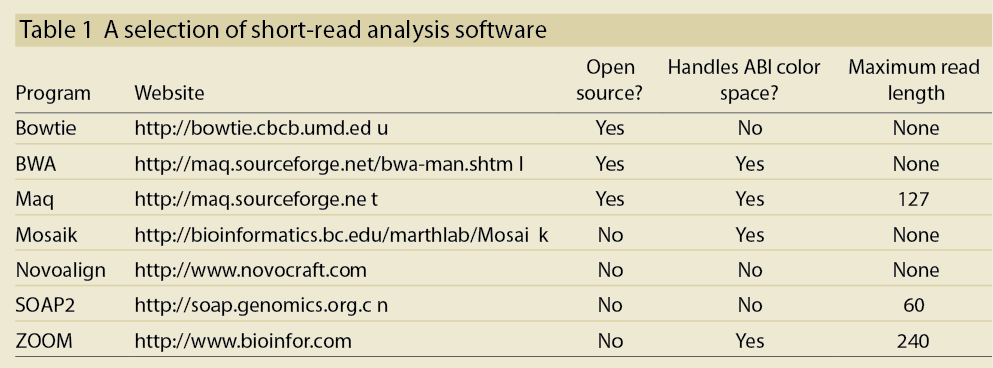 Table 1 A selection of short-read analysis software
Open Handles ABI color Maximum read
Program Website source? space? length
Bowtie http://bowtie.cbcb.umd.ed u Yes No None
BWA http://maq.sourceforge.net/bwa-man.shtm l Yes Yes None
Maq http://maq.sourceforge.ne t Yes Yes 127
Mosaik http://bioinformatics.bc.edu/marthlab/Mosai k No Yes None
Novoalign http://www.novocraft.com No No None
SOAP2 http://soap.genomics.org.c n No No 60
ZOOM http://www.bioinfor.com No Yes 240